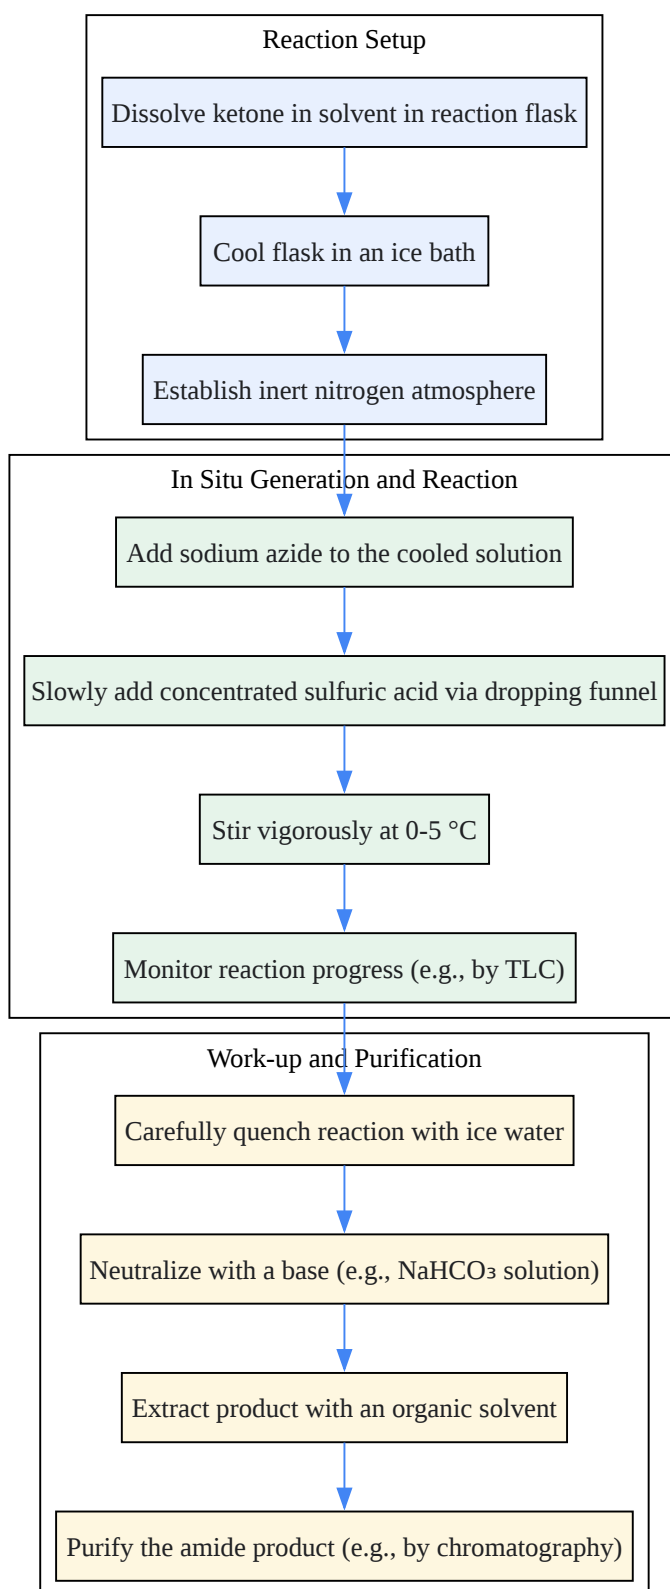 Reaction Setup
Dissolve ketone in solvent in reaction flask
Cool flask in an ice bath
Establish inert nitrogen atmosphere
In Situ Generation and Reaction
Add sodium azide to the cooled solution
Slowly add concentrated sulfuric acid via dropping funnel
Stir vigorously at 0-5 °C
Monitor reaction progress (e.g., by TLC)
Work-up and Purification
Carefully quench reaction with ice water
Neutralize with a base (e.g., NaHCO₃ solution)
Extract product with an organic solvent
Purify the amide product (e.g., by chromatography)